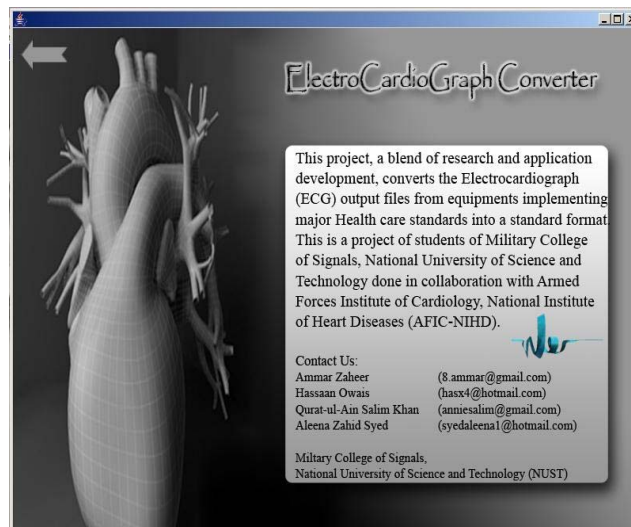 ElectroCardioGraph Converter
This project, a blend of research and application
development, converts the Electrocardiograph
(ECG) output files from equipments implementing
major Health care standards into a standard format.
This is a project of students of Military College
of Signals, National University of Science and
Technology done in collaboration with Armed
Forces Institute of Cardiology, National Institute
of Heart Diseases (AFIC-NIHD).
Contact Us:
Ammar Zaheer (8.ammar@gmail.com)
Hassaan Owais (hasx4@hotmail.com)
Qurat-ul-Ain Salim Khan (anniesalim@gmail.com)
Aleena Zahid Syed (syedaleena1@hotmail.com)
Miltary College of Signals,
National University of Science and Technology (NUST)